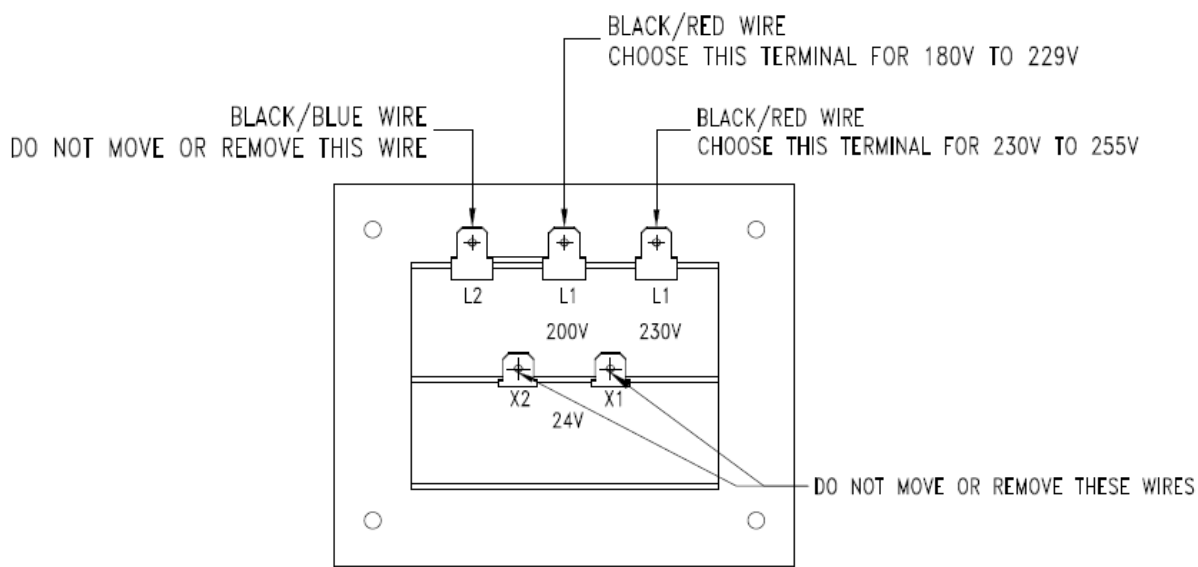 BLACK/RED WIRE
CHOOSE THIS TERMINAL FOR 180V TO 229V
BLACK/BLUE WIRE
DO NOT MOVE OR REMOVE THIS WIRE
BLACK/RED WIRE
CHOOSE THIS TERMINAL FOR 230V TO 255V
L2
L1
L1
200V
230V
X2
X1
24V
DO NOT MOVE OR REMOVE THESE WIRES